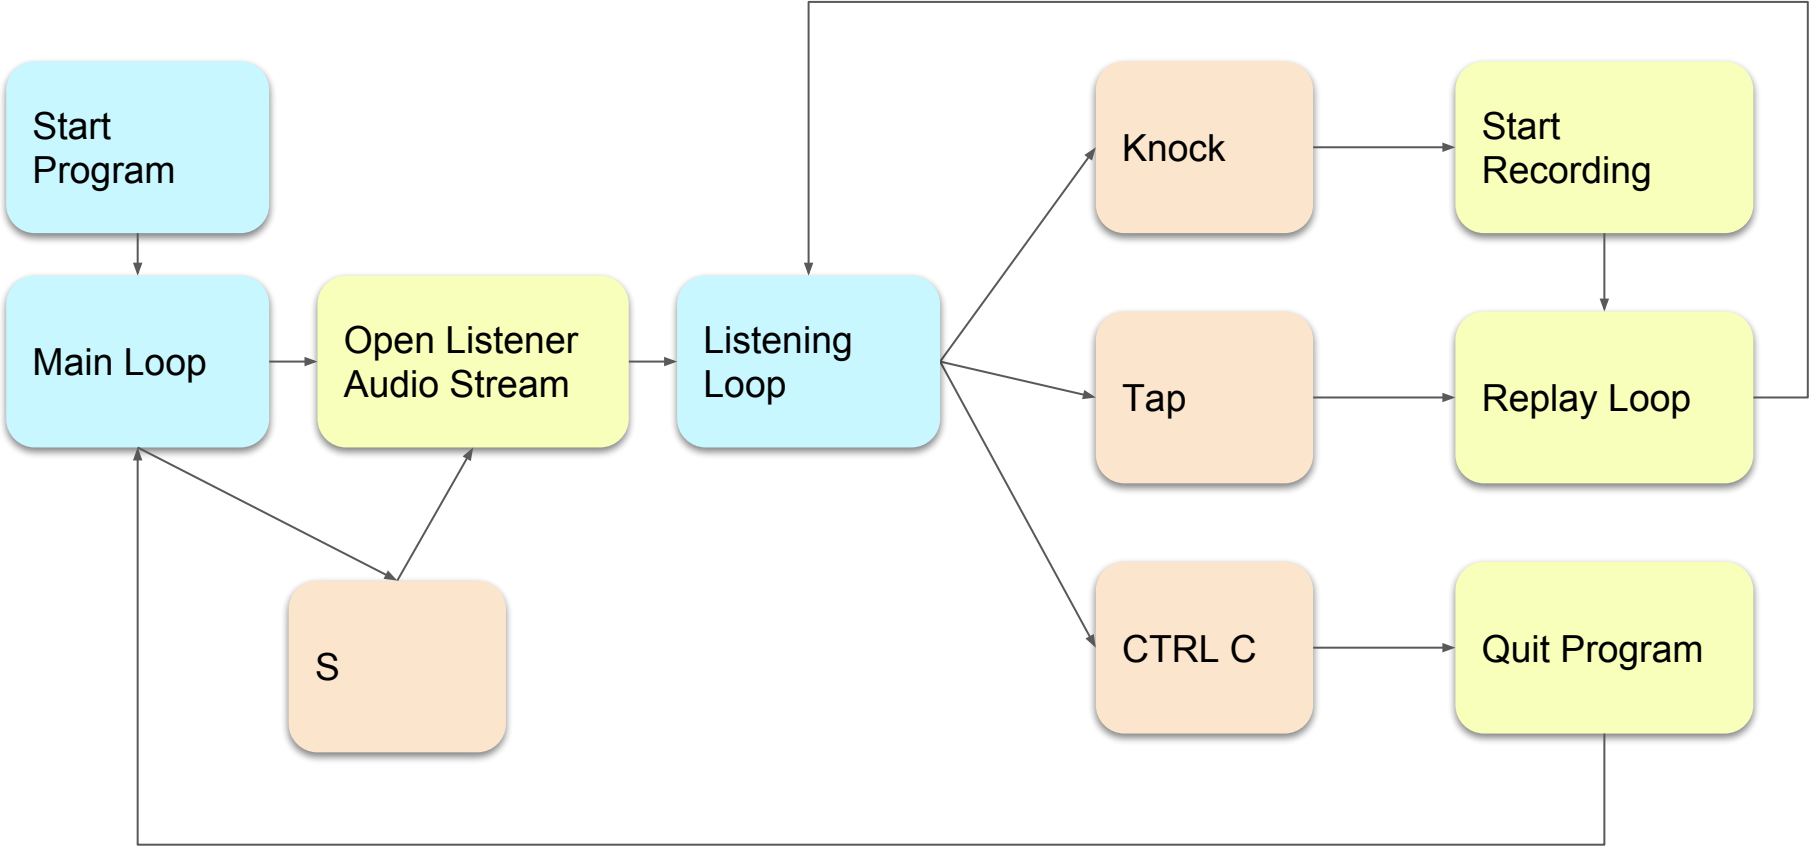 Start
Program
Main Loop
Open Listener
Audio Stream
S
Listening
Loop
Knock
Start
Recording
Tap
Replay Loop
CTRL C
Quit Program